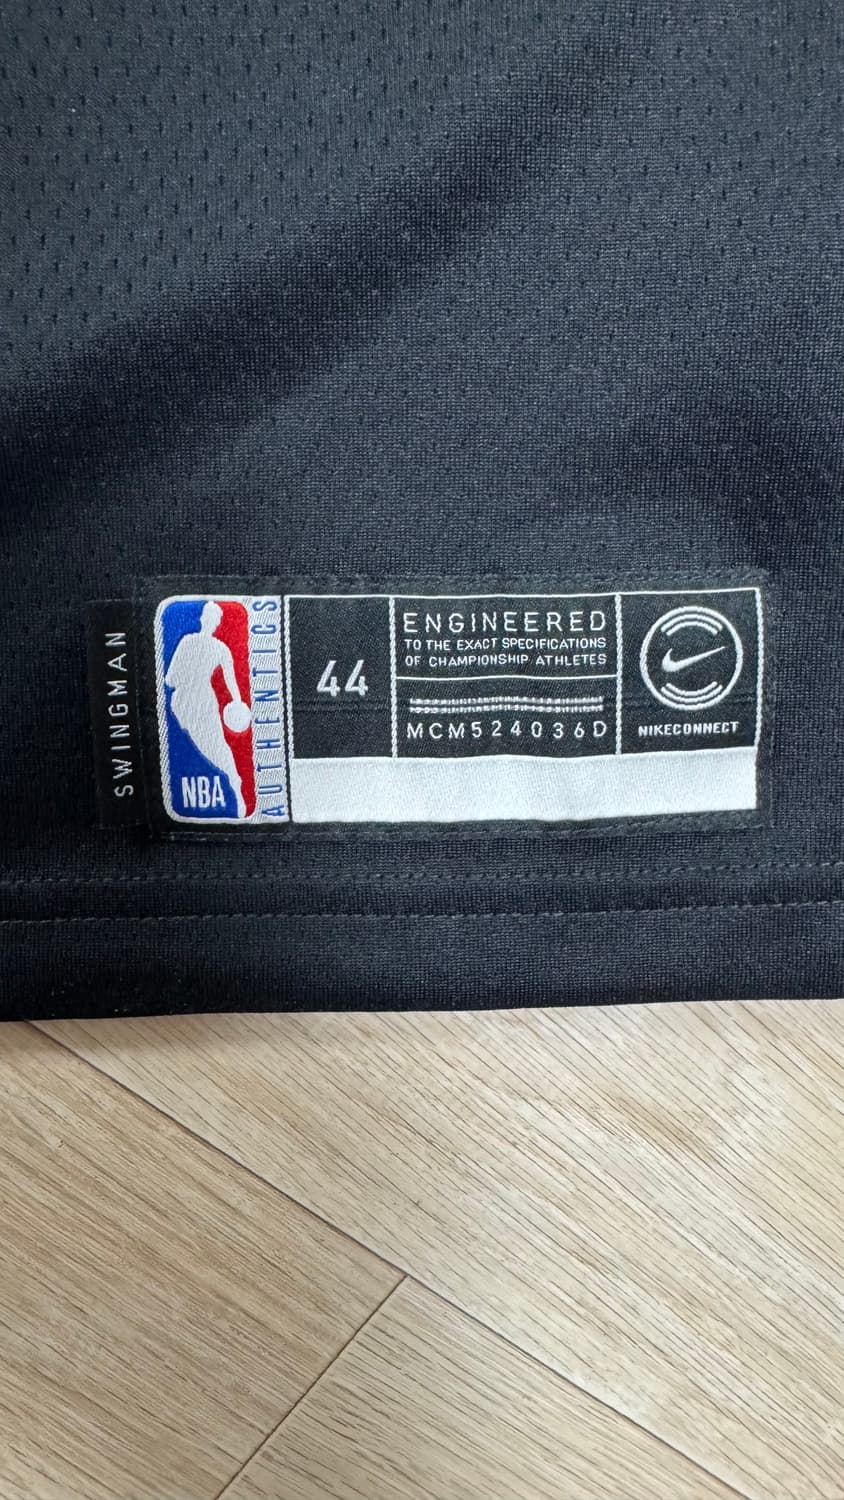 SWINGMAN
NBA
AUTHENTICS
44
ENGINEERED
TO THE EXACT SPECIFICATIONS
OF CHAMPIONSHIP ATHLETES
MCM524036D
NIKECONNECT